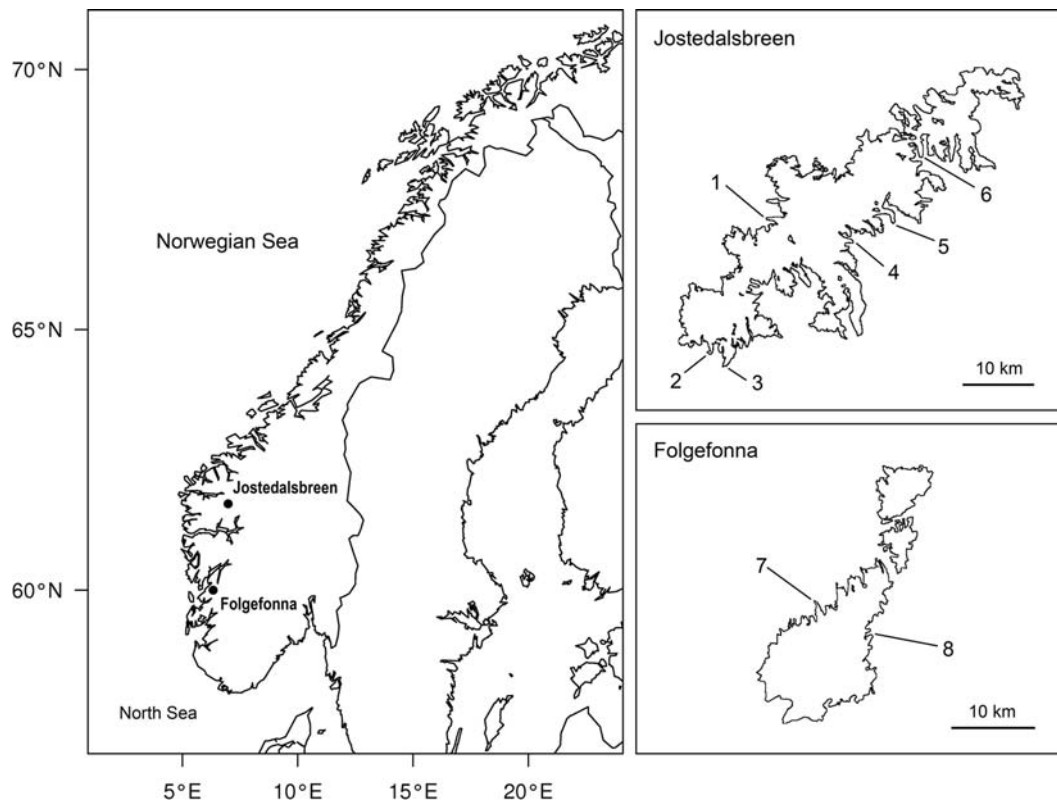 70°N
65°N
60°N
Norwegian Sea
Jostedalsbreen
Folgefonna
North Sea
5°E
10°E
15°E
20°E
Jostedalsbreen
1
6
5
4
2
3
10 km
Folgefonna
7
8
10 km